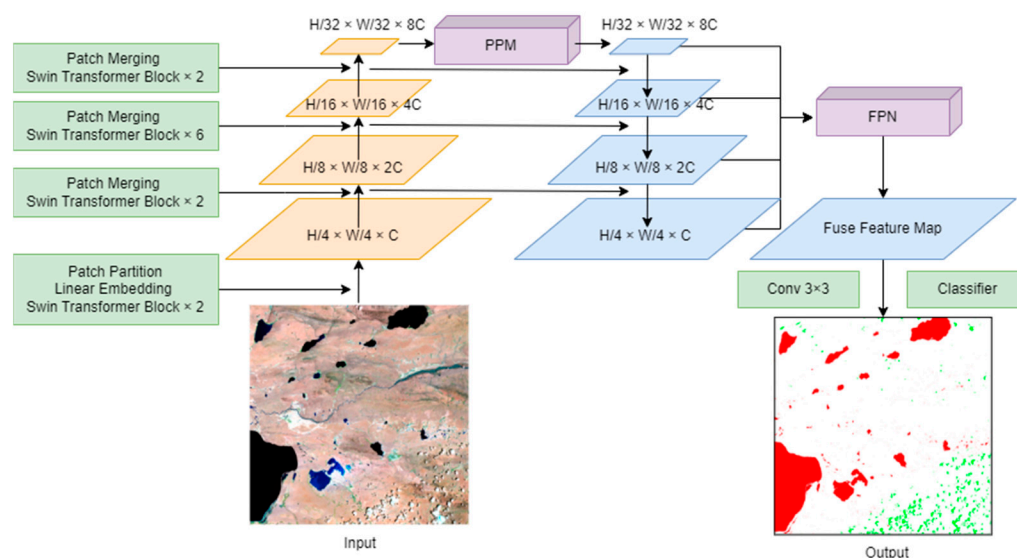 H/32 × W/32 × 8C
H/32 × W/32 × 8C
PPM
Patch Merging
Swin Transformer Block × 2
H/16 × W/16 × 4C
H/16 × W/16 × 4C
FPN
Patch Merging
Swin Transformer Block × 6
H/8 × W/8 × 2C
H/8 × W/8 × 2C
Patch Merging
Swin Transformer Block × 2
H/4 × W/4 × C
H/4 × W/4 × C
Fuse Feature Map
Patch Partition
Linear Embedding
Swin Transformer Block × 2
Conv 3×3
Classifier
Input
Output